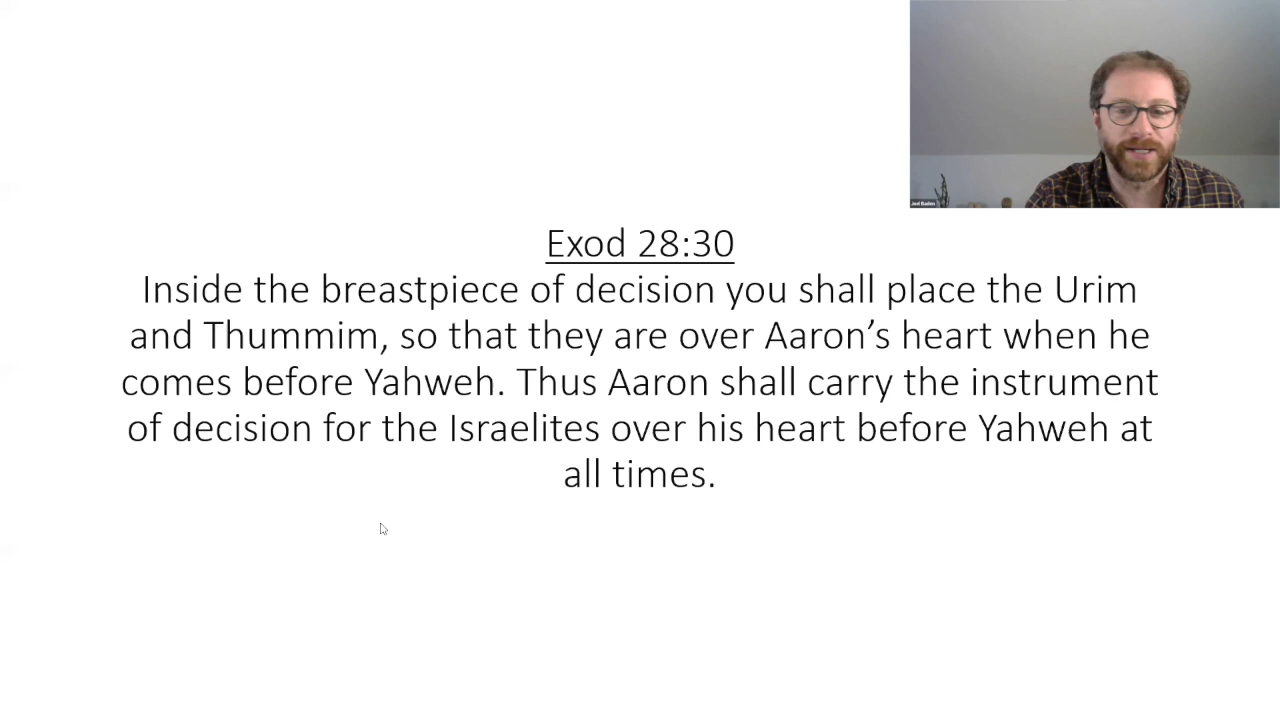 Joel Baden
Exod 28:30
Inside the breastpiece of decision you shall place the Urim
and Thummim, so that they are over Aaron’s heart when he
comes before Yahweh. Thus Aaron shall carry the instrument
of decision for the Israelites over his heart before Yahweh at
all times.